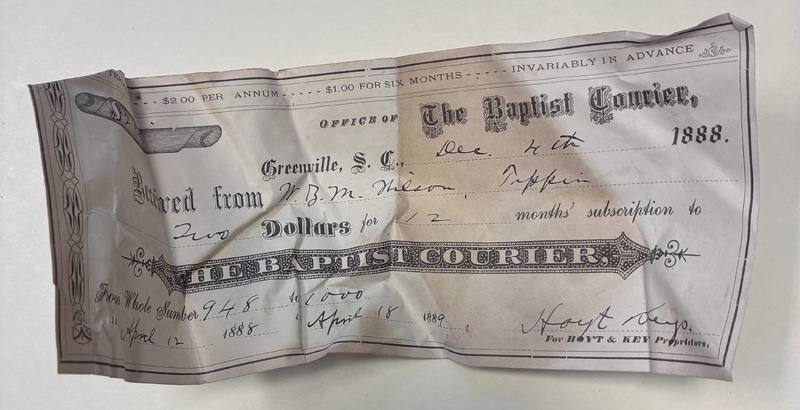 $2.00 PER ANNUM ----- $1.00 FOR SIX MONTHS ----- INVARIABLY IN ADVANCE
OFFICE OF The Baptist Courier,
Greenville, S. C., Dec. 4th 1888.
Received from W. B. M. Wilson, Tippin
Two Dollars for 12 months' subscription to
THE BAPTIST COURIER,
From Whole Number 948 to 1000
" April 12 1888 " April 18 1889,
Hoyt
For HOYT & KEY Proprietors.